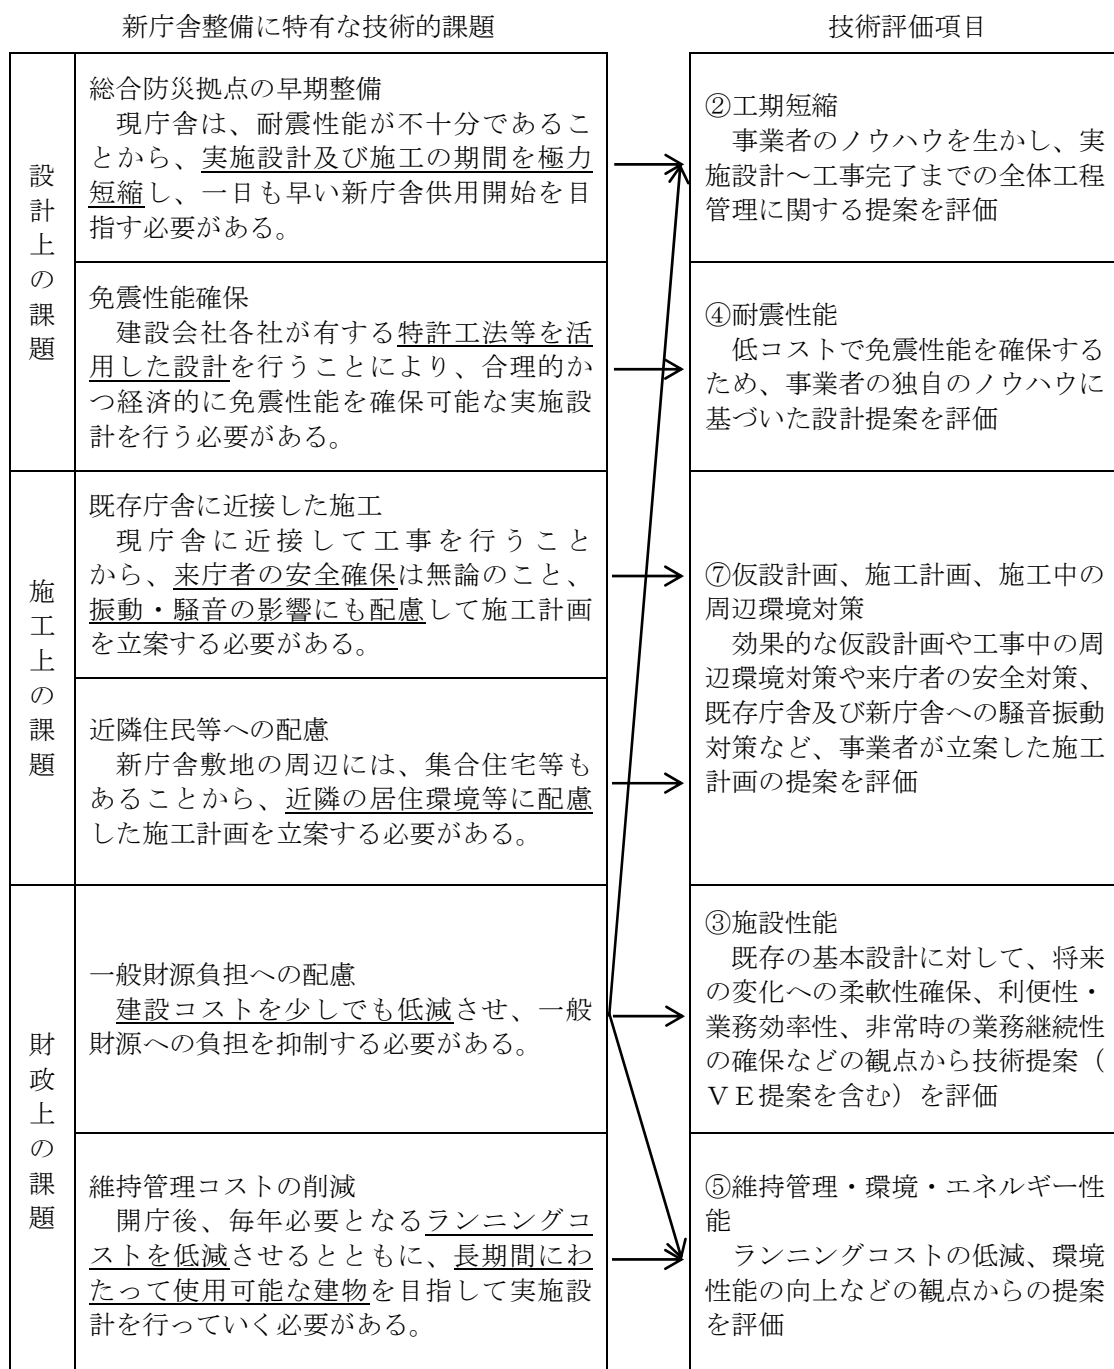 新庁舎整備に特有な技術的課題
技術評価項目
設計上の課題
総合防災拠点の早期整備
現庁舎は、耐震性能が不十分であるこ
とから、実施設計及び施工の期間を極力
短縮し、一日も早い新庁舎供用開始を目
指す必要がある。
②工期短縮
事業者のノウハウを生かし、実
施設計~工事完了までの全体工程
管理に関する提案を評価
免震性能確保
建設会社各社が有する特許工法等を活
用した設計を行うことにより、合理的か
つ経済的に免震性能を確保可能な実施設
計を行う必要がある。
④耐震性能
低コストで免震性能を確保する
ため、事業者の独自のノウハウに
基づいた設計提案を評価
施工上の課題
既存庁舎に近接した施工
現庁舎に近接して工事を行うこと
から、来庁者の安全確保は無論のこと、
振動・騒音の影響にも配慮して施工計画
を立案する必要がある。
近隣住民等への配慮
新庁舎敷地の周辺には、集合住宅等も
あることから、近隣の居住環境等に配慮
した施工計画を立案する必要がある。
⑦仮設計画、施工計画、施工中の
周辺環境対策
効果的な仮設計画や工事中の周
辺環境対策や来庁者の安全対策、
既存庁舎及び新庁舎への騒音振動
対策など、事業者が立案した施工
計画の提案を評価
財政上の課題
一般財源負担への配慮
建設コストを少しでも低減させ、一般
財源への負担を抑制する必要がある。
③施設性能
既存の基本設計に対して、将来
の変化への柔軟性確保、利便性・
業務効率性、非常時の業務継続性
の確保などの観点から技術提案(
VE提案を含む)を評価
維持管理コストの削減
開庁後、毎年必要となるランニングコ
ストを低減させるとともに、長期間にわ
たって使用可能な建物を目指して実施設
計を行っていく必要がある。
⑤維持管理・環境・エネルギー性
能
ランニングコストの低減、環境
性能の向上などの観点からの提案
を評価